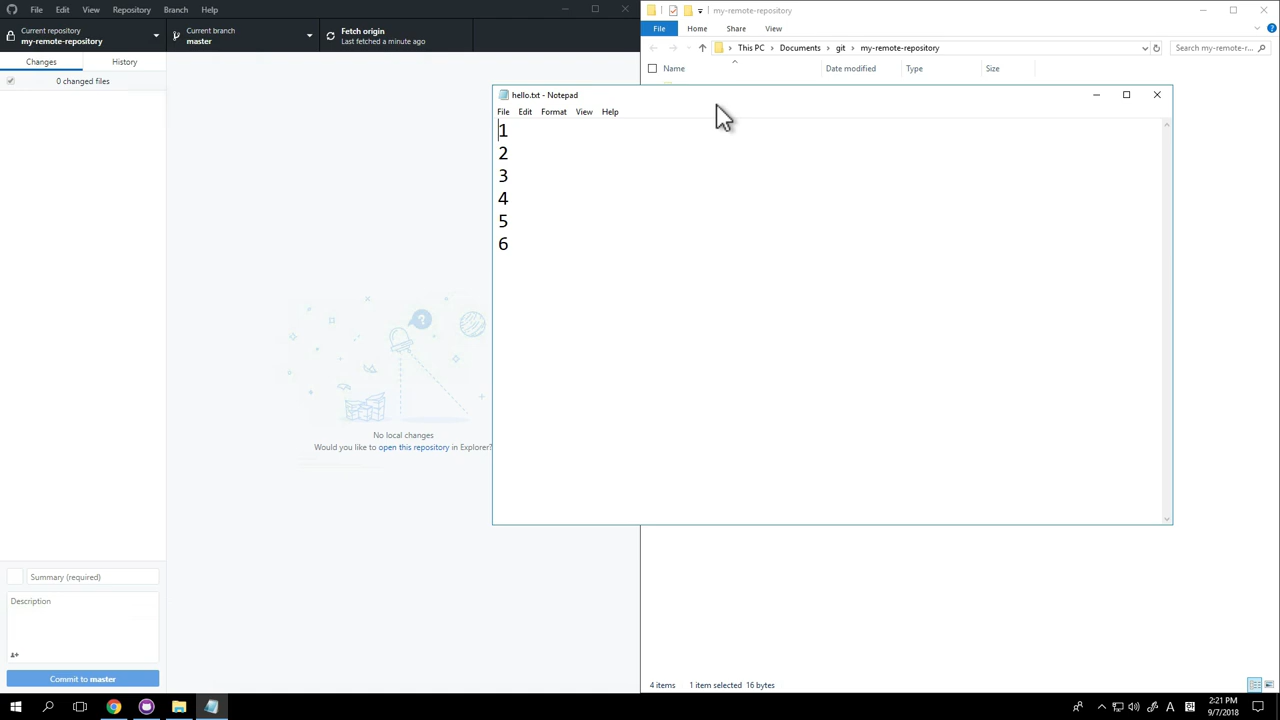 File Edit View Repository Branch Help
Current repository
my-remote-repository
Current branch
master
Fetch origin
Last fetched a minute ago
Changes History
0 changed files
No local changes
Would you like to open this repository in Explorer?
Summary (required)
Description
Commit to master
my-remote-repository
File Home Share View
This PC > Documents > git > my-remote-repository
Search my-remote-r...
Name Date modified Type Size
hello.txt - Notepad
File Edit Format View Help
1
2
3
4
5
6
4 items 1 item selected 16 bytes
2:21 PM
9/7/2018